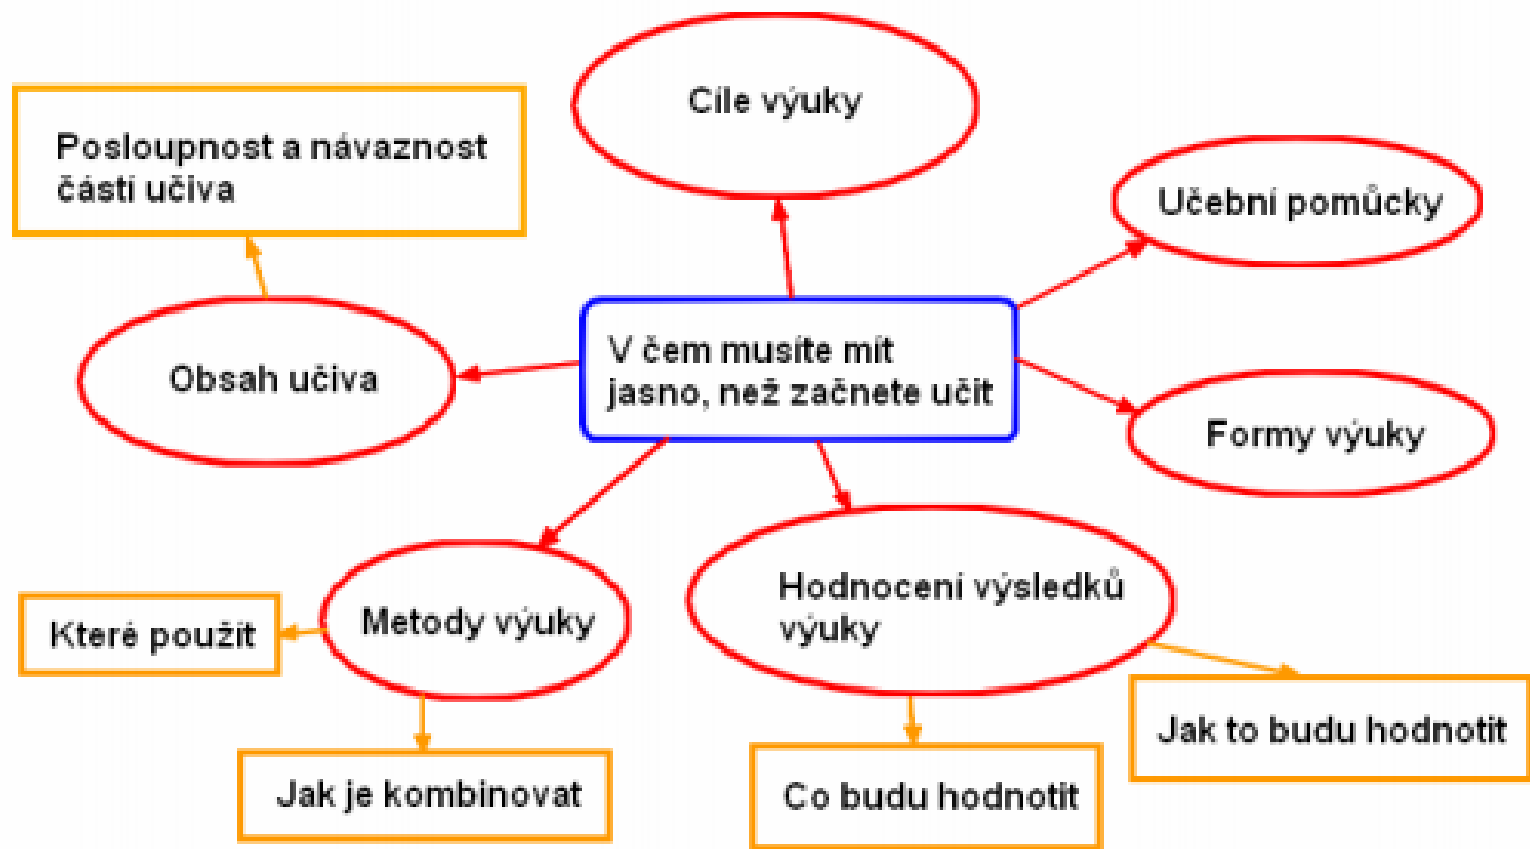 Cíle výuky
Posloupnost a návaznost
částí učiva
Učební pomůcky
Obsah učiva
V čem musíte mít
jasno, než začnete učit
Formy výuky
Metody výuky
Hodnocení výsledků
výuky
Které použít
Jak je kombinovat
Co budu hodnotit
Jak to budu hodnotit